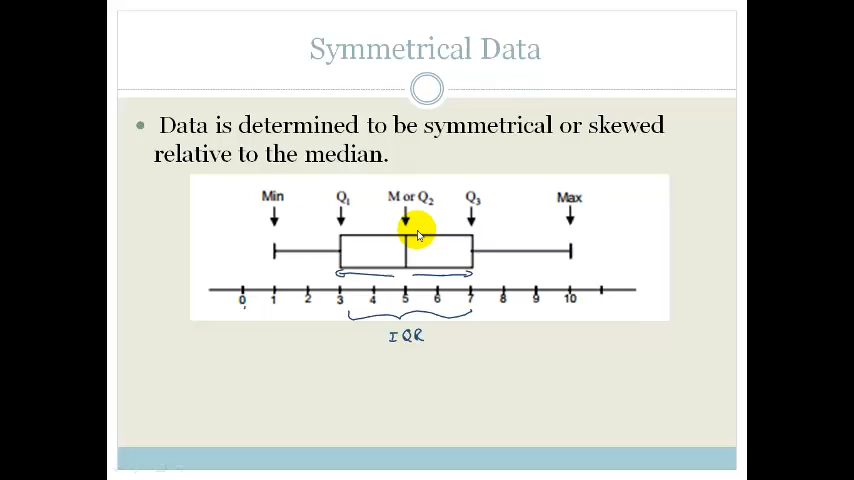 Symmetrical Data
Data is determined to be symmetrical or skewed
relative to the median.
Min Q1 M or Q2 Q3 Max
0 1 2 3 4 5 6 7 8 9 10
IQR